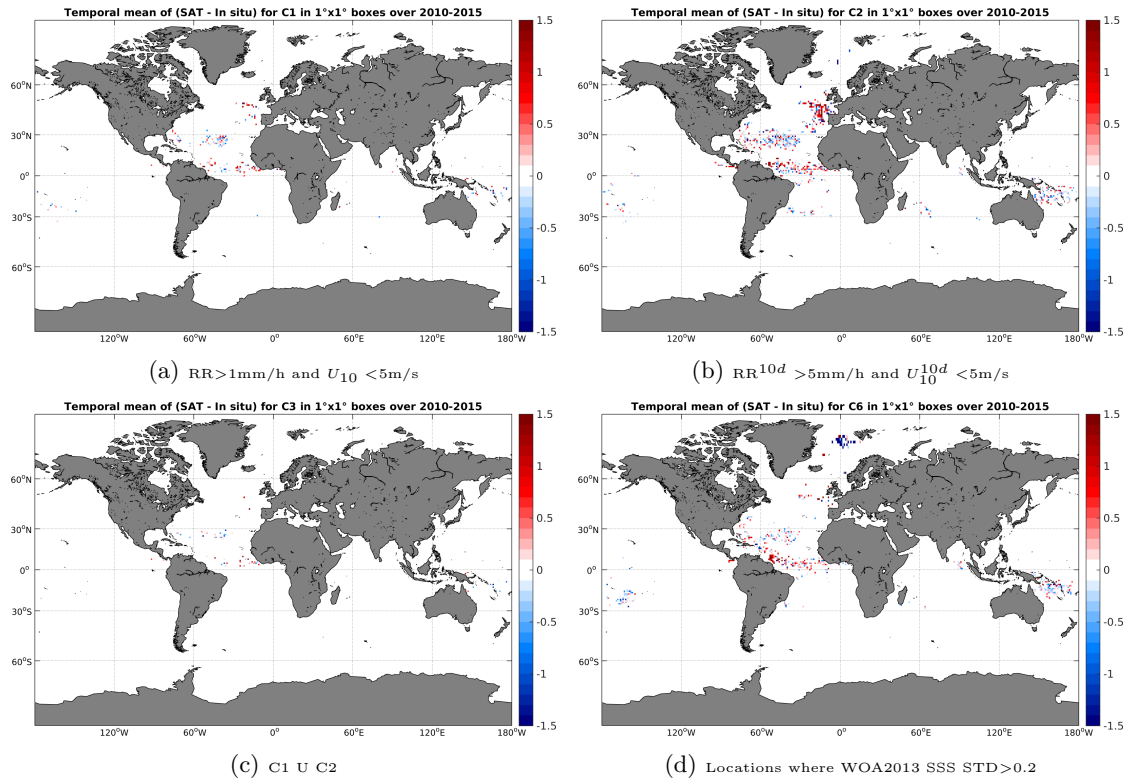 Temporal mean of (SAT - In situ) for C1 in 1°x1° boxes over 2010-2015
1.5
1
0.5
0
-0.5
-1
-1.5
60°N
30°N
0°
30°S
60°S
120°W
60°W
0°
60°E
120°E
180°W
(a) RR>1mm/h and U10 <5m/s
Temporal mean of (SAT - In situ) for C2 in 1°x1° boxes over 2010-2015
1.5
1
0.5
0
-0.5
-1
-1.5
60°N
30°N
0°
30°S
60°S
120°W
60°W
0°
60°E
120°E
180°W
(b) RR10d >5mm/h and U10 10d <5m/s
Temporal mean of (SAT - In situ) for C3 in 1°x1° boxes over 2010-2015
1.5
1
0.5
0
-0.5
-1
-1.5
60°N
30°N
0°
30°S
60°S
120°W
60°W
0°
60°E
120°E
180°W
(c) C1 U C2
Temporal mean of (SAT - In situ) for C6 in 1°x1° boxes over 2010-2015
1.5
1
0.5
0
-0.5
-1
-1.5
60°N
30°N
0°
30°S
60°S
120°W
60°W
0°
60°E
120°E
180°W
(d) Locations where WOA2013 SSS STD>0.2